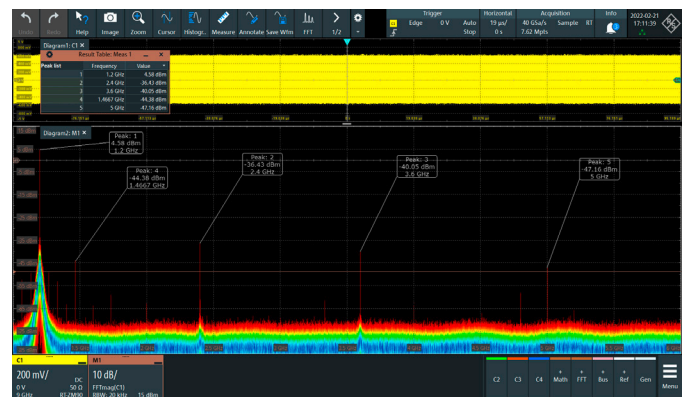 Undo Redo Help Image Zoom Cursor Histogr.. Measure Annotate Save Wfm FFT 1/2
Trigger
Edge 0 V Auto
Stop
Horizontal
19 µs/
0 s
Acquisition
40 GSa/s Sample RT
7.62 Mpts
Info
2022-02-21
17:11:39
Diagram1: C1 ×
Result Table: Meas 1
Peak list Frequency Value
1 1.2 GHz 4.58 dBm
2 2.4 GHz -36.43 dBm
3 3.6 GHz -40.05 dBm
4 1.4667 GHz -44.38 dBm
5 5 GHz -47.16 dBm
Diagram2: M1 ×
Peak: 1
4.58 dBm
1.2 GHz
Peak: 4
-44.38 dBm
1.4667 GHz
Peak: 2
-36.43 dBm
2.4 GHz
Peak: 3
-40.05 dBm
3.6 GHz
Peak: 5
-47.16 dBm
5 GHz
C1
200 mV/
DC
0 V 50 Ω
9 GHz RT-ZM90
M1
10 dB/
FFTmag(C1)
RBW: 20 kHz 15 dBm
C2 C3 C4 + Math + FFT + Bus + Ref Gen Menu